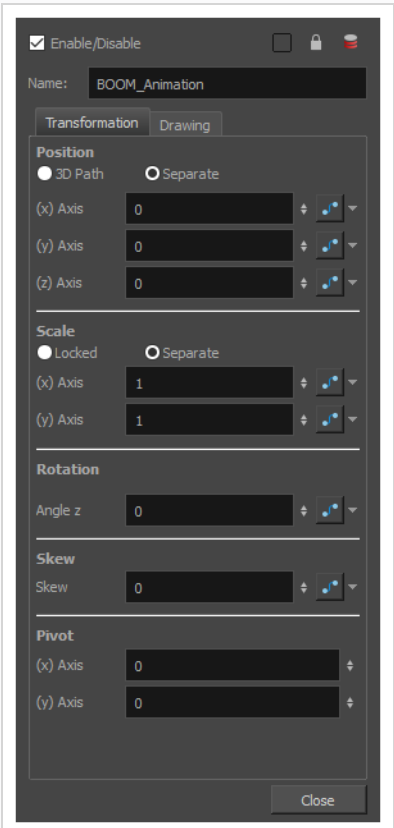 Enable/Disable
Name: BOOM_Animation
Transformation Drawing
Position
3D Path Separate
(x) Axis 0
(y) Axis 0
(z) Axis 0
Scale
Locked Separate
(x) Axis 1
(y) Axis 1
Rotation
Angle z 0
Skew
Skew 0
Pivot
(x) Axis 0
(y) Axis 0
Close